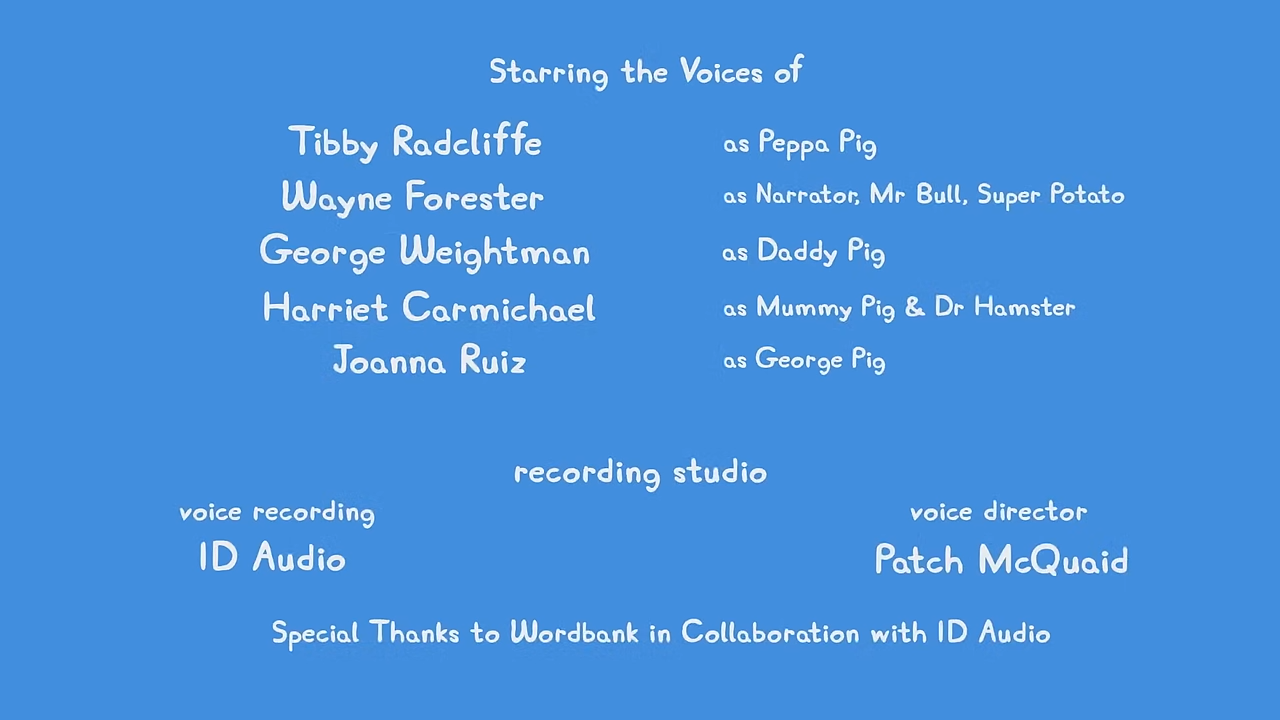 Starring the Voices of
Tibby Radcliffe as Peppa Pig
Wayne Forester as Narrator, Mr Bull, Super Potato
George Weightman as Daddy Pig
Harriet Carmichael as Mummy Pig & Dr Hamster
Joanna Ruiz as George Pig
recording studio
voice recording voice director
ID Audio Patch McQuaid
Special Thanks to Wordbank in Collaboration with ID Audio